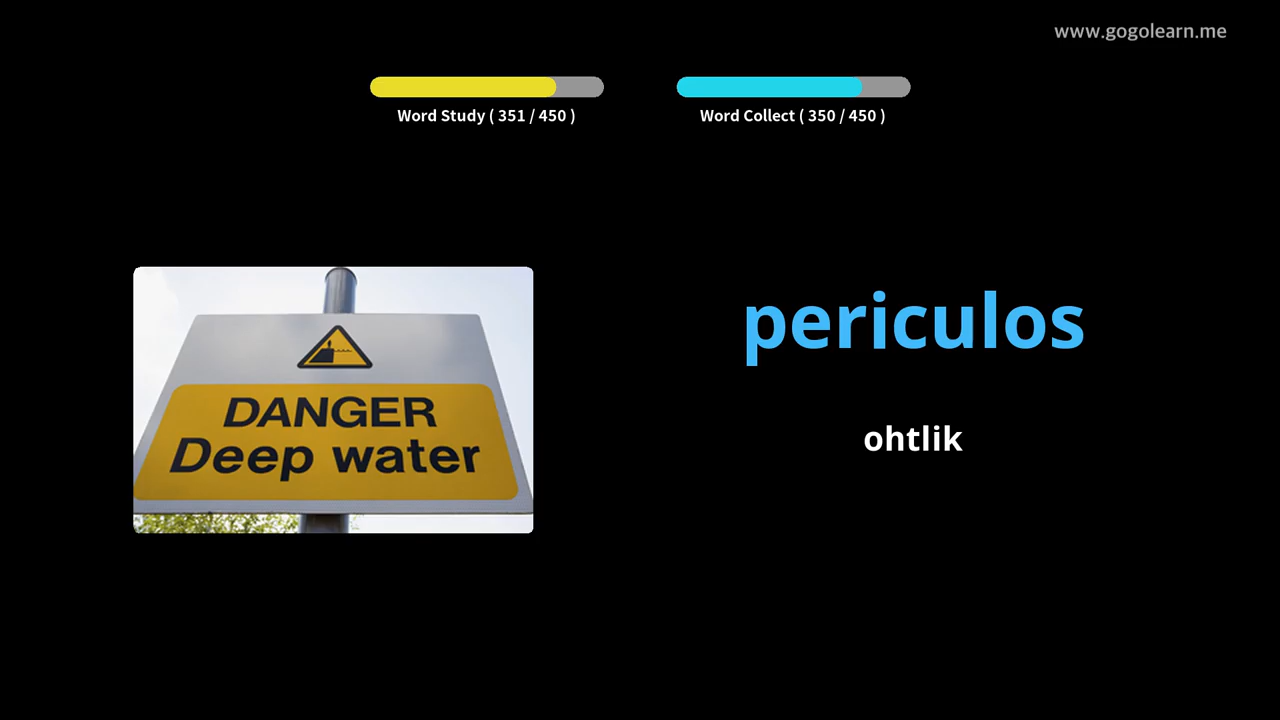 www.gogolearn.me
Word Study ( 351 / 450 )
Word Collect ( 350 / 450 )
DANGER
Deep water
periculos
ohtlik